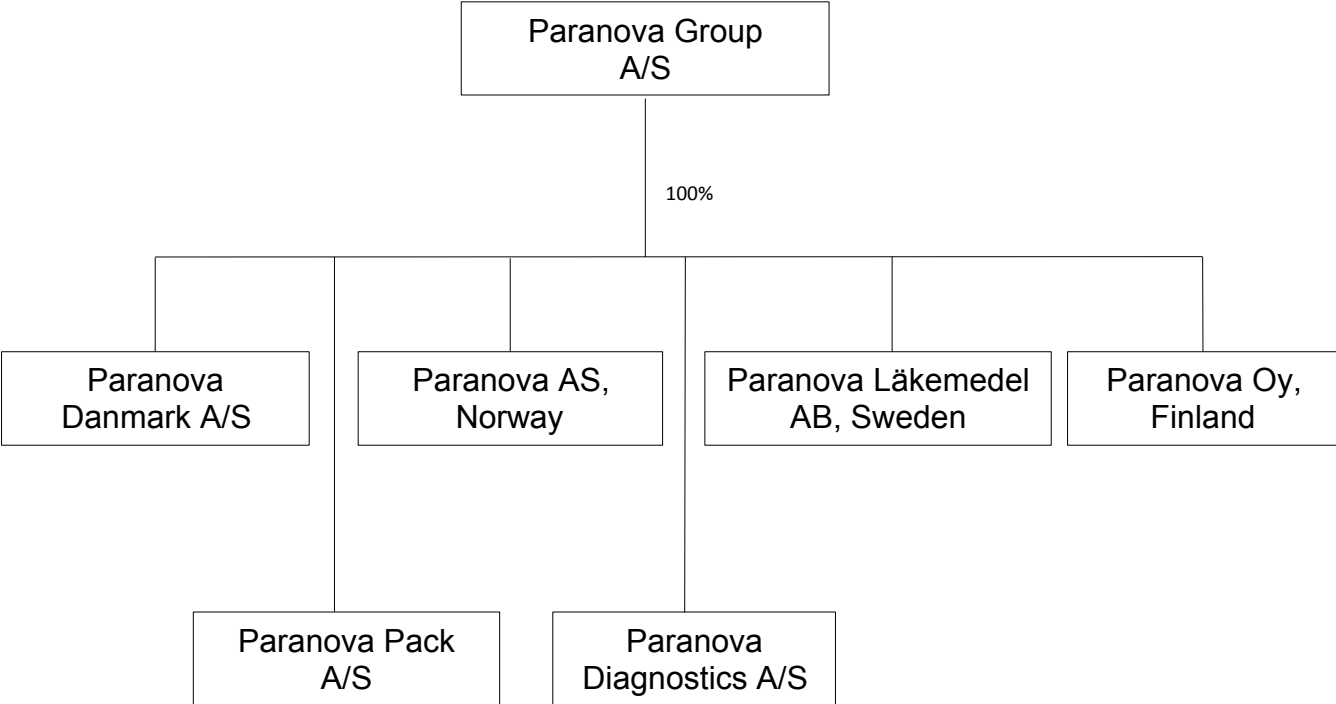 Paranova Group
A/S
100%
Paranova
Danmark A/S
Paranova AS,
Norway
Paranova Läkemedel
AB, Sweden
Paranova Oy,
Finland
Paranova Pack
A/S
Paranova
Diagnostics A/S